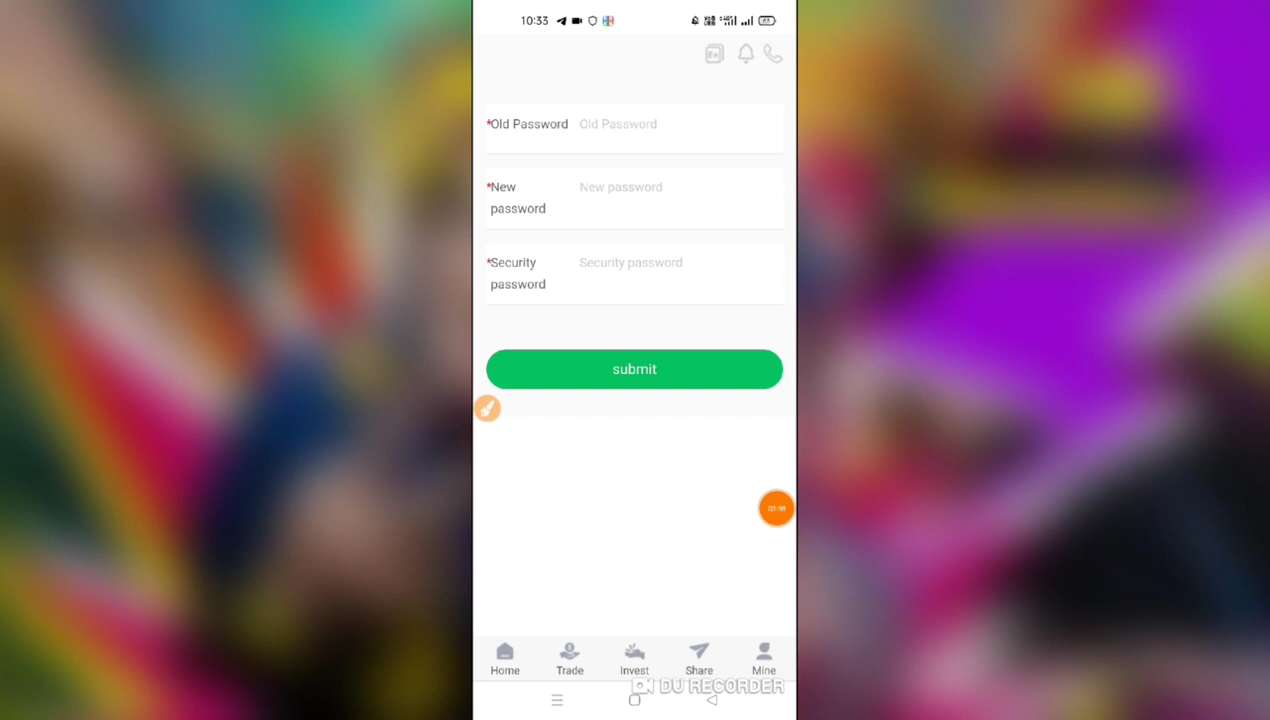 10:33
En
*Old Password Old Password
*New password New password
*Security password Security password
submit
Home Trade Invest Share Mine
DU RECORDER